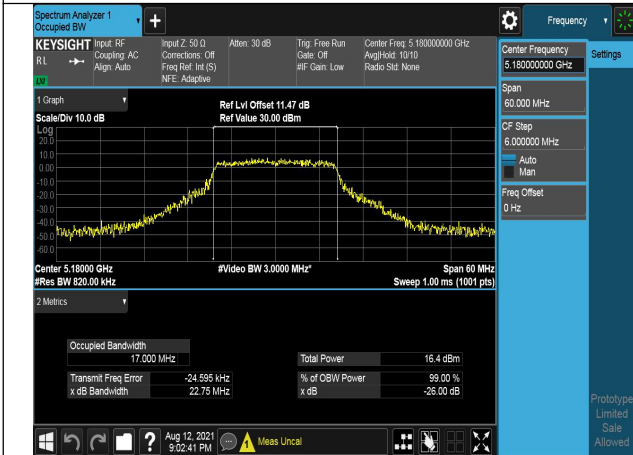 Spectrum Analyzer 1
Occupied BW
Frequency
KEYSIGHT
R L
Input: RF
Coupling: AC
Align: Auto
Input Z: 50 Ω
Corrections: Off
Freq Ref: Int (S)
NFE: Adaptive
Atten: 30 dB
Trig: Free Run
Gate: Off
#IF Gain: Low
Center Freq: 5.180000000 GHz
Avg|Hold: 10/10
Radio Std: None
Center Frequency
5.180000000 GHz
Settings
Span
60.000 MHz
CF Step
6.000000 MHz
Auto
Man
Freq Offset
0 Hz
1 Graph
Scale/Div 10.0 dB
Ref Lvl Offset 11.47 dB
Ref Value 30.00 dBm
Log
20.0
10.0
0.00
-10.0
-20.0
-30.0
-40.0
-50.0
-60.0
Center 5.18000 GHz
#Res BW 820.00 kHz
#Video BW 3.0000 MHz*
Span 60 MHz
Sweep 1.00 ms (1001 pts)
2 Metrics
Occupied Bandwidth
17.000 MHz
Total Power 16.4 dBm
Transmit Freq Error -24.595 kHz
% of OBW Power 99.00 %
x dB Bandwidth 22.75 MHz
x dB -26.00 dB
Prototype
Limited
Sale
Allowed
?
Aug 12, 2021
9:02:41 PM
Meas Uncal